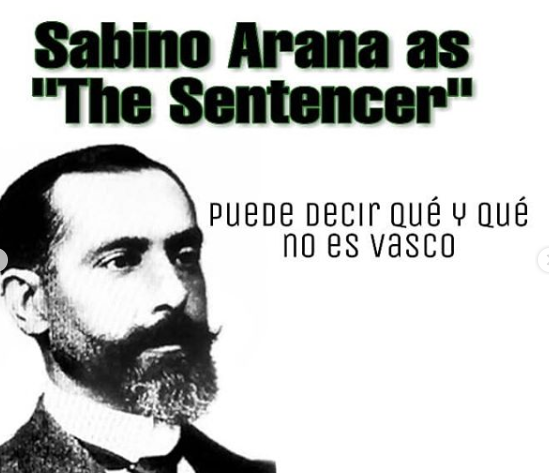 Sabino Arana as
"The Sentencer"
Puede decir qué y qué
no es vasco